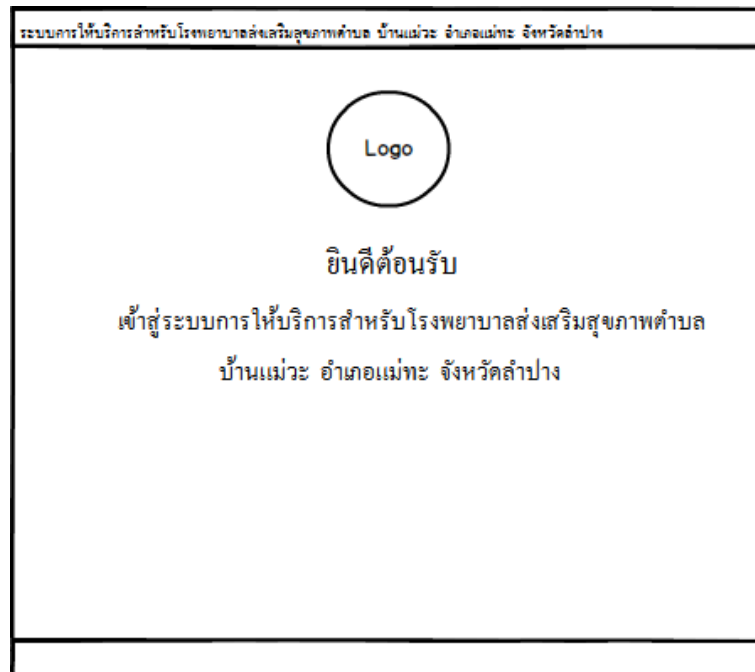 ระบบการให้บริการสำหรับโรงพยาบาลส่งเสริมสุขภาพตำบล บ้านแม่วะ อำเภอแม่ทะ จังหวัดลำปาง
Logo
ยินดีต้อนรับ
เข้าสู่ระบบการให้บริการสำหรับโรงพยาบาลส่งเสริมสุขภาพตำบล
บ้านแม่วะ อำเภอแม่ทะ จังหวัดลำปาง